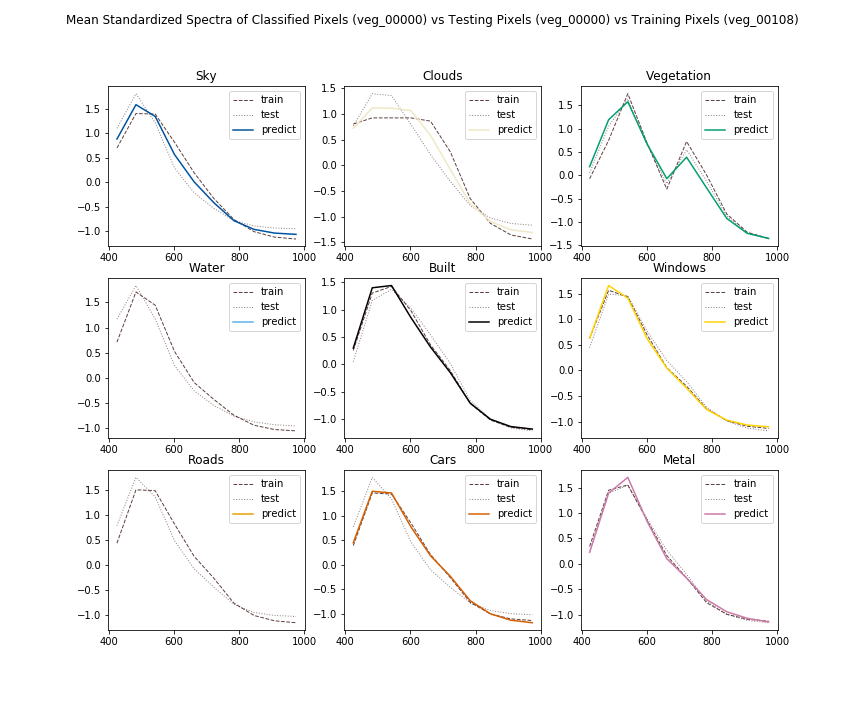 Mean Standardized Spectra of Classified Pixels (veg_00000) vs Testing Pixels (veg_00000) vs Training Pixels (veg_00108)
Sky
train
test
predict
1.5
1.0
0.5
0.0
−0.5
−1.0
400 600 800 1000
Clouds
train
test
predict
1.5
1.0
0.5
0.0
−0.5
−1.0
−1.5
400 600 800 1000
Vegetation
train
test
predict
1.5
1.0
0.5
0.0
−0.5
−1.0
−1.5
400 600 800 1000
Water
train
test
predict
1.5
1.0
0.5
0.0
−0.5
−1.0
400 600 800 1000
Built
train
test
predict
1.5
1.0
0.5
0.0
−0.5
−1.0
400 600 800 1000
Windows
train
test
predict
1.5
1.0
0.5
0.0
−0.5
−1.0
400 600 800 1000
Roads
train
test
predict
1.5
1.0
0.5
0.0
−0.5
−1.0
400 600 800 1000
Cars
train
test
predict
1.5
1.0
0.5
0.0
−0.5
−1.0
400 600 800 1000
Metal
train
test
predict
1.5
1.0
0.5
0.0
−0.5
−1.0
400 600 800 1000